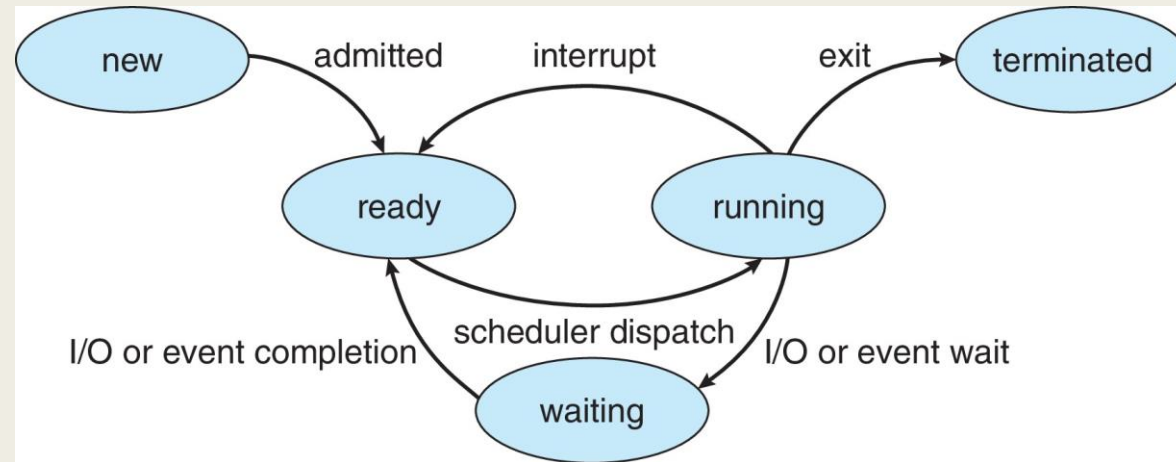 new
admitted
interrupt
exit
terminated
ready
running
scheduler dispatch
I/O or event completion
I/O or event wait
waiting